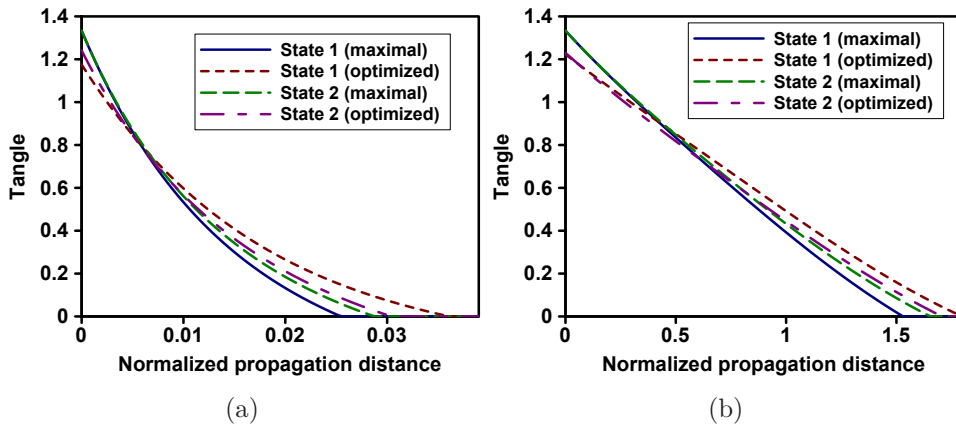 1.4
1.2
1
0.8
0.6
0.4
0.2
0
Tangle
State 1 (maximal)
State 1 (optimized)
State 2 (maximal)
State 2 (optimized)
0 0.01 0.02 0.03
Normalized propagation distance
(a)
1.4
1.2
1
0.8
0.6
0.4
0.2
0
Tangle
State 1 (maximal)
State 1 (optimized)
State 2 (maximal)
State 2 (optimized)
0 0.5 1 1.5
Normalized propagation distance
(b)